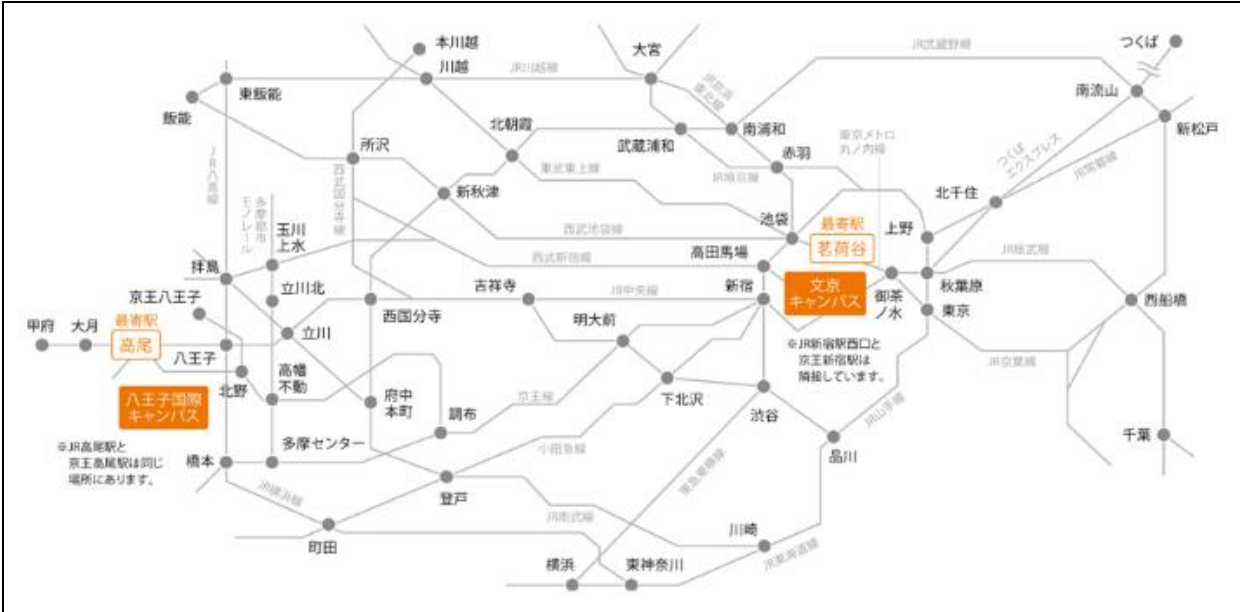 本川越
川越
JR川越線
大宮
JR京浜
東北線
JR武蔵野線
つくば
東飯能
飯能
南流山
新松戸
北朝霞
武蔵浦和
南浦和
赤羽
東京メトロ
丸ノ内線
つくば
エクスプレス
JR常磐線
所沢
新秋津
東武東上線
JR埼京線
北千住
JR八高線
多摩都市
モノレール
西武国分寺線
玉川
上水
西武池袋線
池袋
最寄駅
茗荷谷
上野
西武新宿線
高田馬場
JR総武線
拝島
京王八王子
立川北
吉祥寺
JR中央線
新宿
文京
キャンパス
御茶
ノ水
秋葉原
東京
西船橋
甲府
大月
最寄駅
高尾
八王子
立川
西国分寺
明大前
※JR新宿駅西口と
京王新宿駅は
隣接しています。
JR京葉線
北野
高幡
不動
府中
本町
調布
京王線
下北沢
渋谷
JR山手線
八王子国際
キャンパス
※JR高尾駅と
京王高尾駅は同じ
場所にあります。
橋本
多摩センター
小田急線
品川
千葉
登戸
東急東横線
JR横浜線
町田
JR南武線
川崎
JR東海道線
横浜
東神奈川